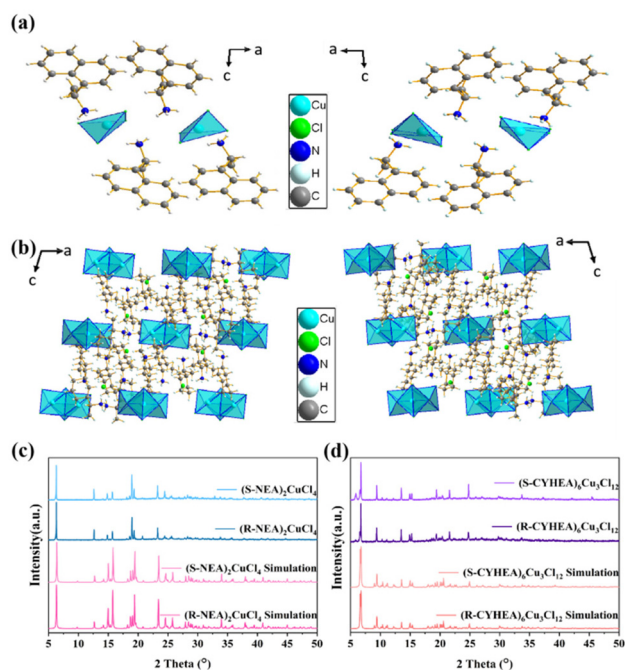 (a)
a
c
a
c
Cu
Cl
N
H
C
(b)
a
c
a
c
Cu
Cl
N
H
C
(c)
(S-NEA)₂CuCl₄
(R-NEA)₂CuCl₄
(S-NEA)₂CuCl₄ Simulation
(R-NEA)₂CuCl₄ Simulation
Intensity(a.u.)
5 10 15 20 25 30 35 40 45 50
2 Theta (°)
(d)
(S-CYHEA)₆Cu₃Cl₁₂
(R-CYHEA)₆Cu₃Cl₁₂
(S-CYHEA)₆Cu₃Cl₁₂ Simulation
(R-CYHEA)₆Cu₃Cl₁₂ Simulation
Intensity(a.u.)
5 10 15 20 25 30 35 40 45 50
2 Theta (°)